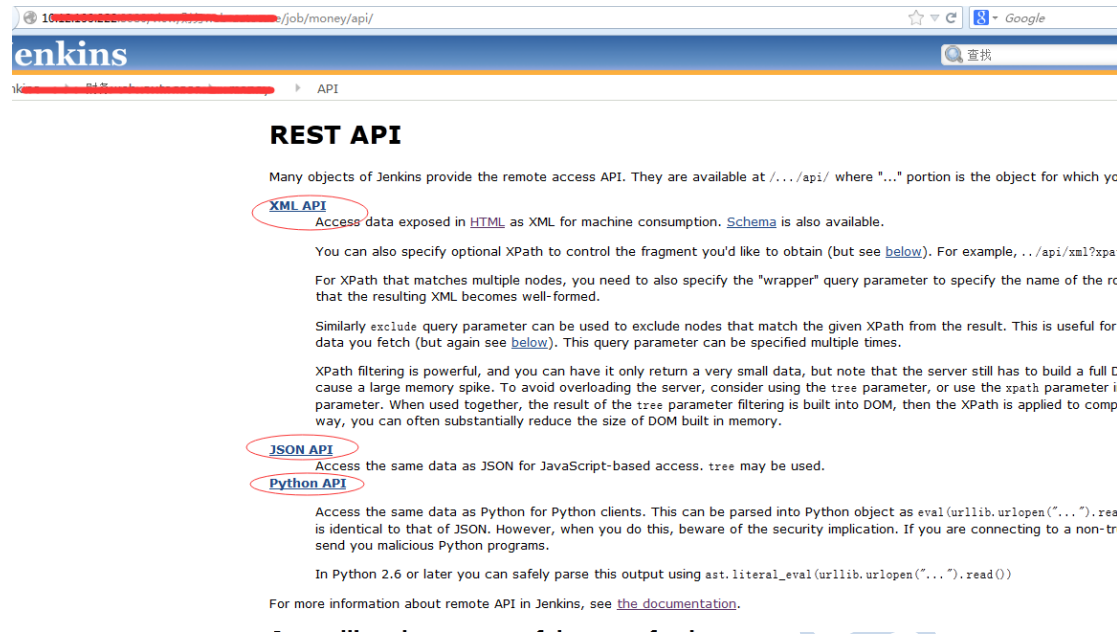 e/job/money/api/
Google
enkins
查找
API
REST API
Many objects of Jenkins provide the remote access API. They are available at /.../api/ where "..." portion is the object for which yo
XML API
Access data exposed in HTML as XML for machine consumption. Schema is also available.
You can also specify optional XPath to control the fragment you'd like to obtain (but see below). For example, ../api/xml?xpa
For XPath that matches multiple nodes, you need to also specify the "wrapper" query parameter to specify the name of the ro
that the resulting XML becomes well-formed.
Similarly exclude query parameter can be used to exclude nodes that match the given XPath from the result. This is useful for
data you fetch (but again see below). This query parameter can be specified multiple times.
XPath filtering is powerful, and you can have it only return a very small data, but note that the server still has to build a full D
cause a large memory spike. To avoid overloading the server, consider using the tree parameter, or use the xpath parameter i
parameter. When used together, the result of the tree parameter filtering is built into DOM, then the XPath is applied to comp
way, you can often substantially reduce the size of DOM built in memory.
JSON API
Access the same data as JSON for JavaScript-based access. tree may be used.
Python API
Access the same data as Python for Python clients. This can be parsed into Python object as eval(urllib.urlopen("...").rea
is identical to that of JSON. However, when you do this, beware of the security implication. If you are connecting to a non-tr
send you malicious Python programs.
In Python 2.6 or later you can safely parse this output using ast.literal_eval(urllib.urlopen("...").read())
For more information about remote API in Jenkins, see the documentation.